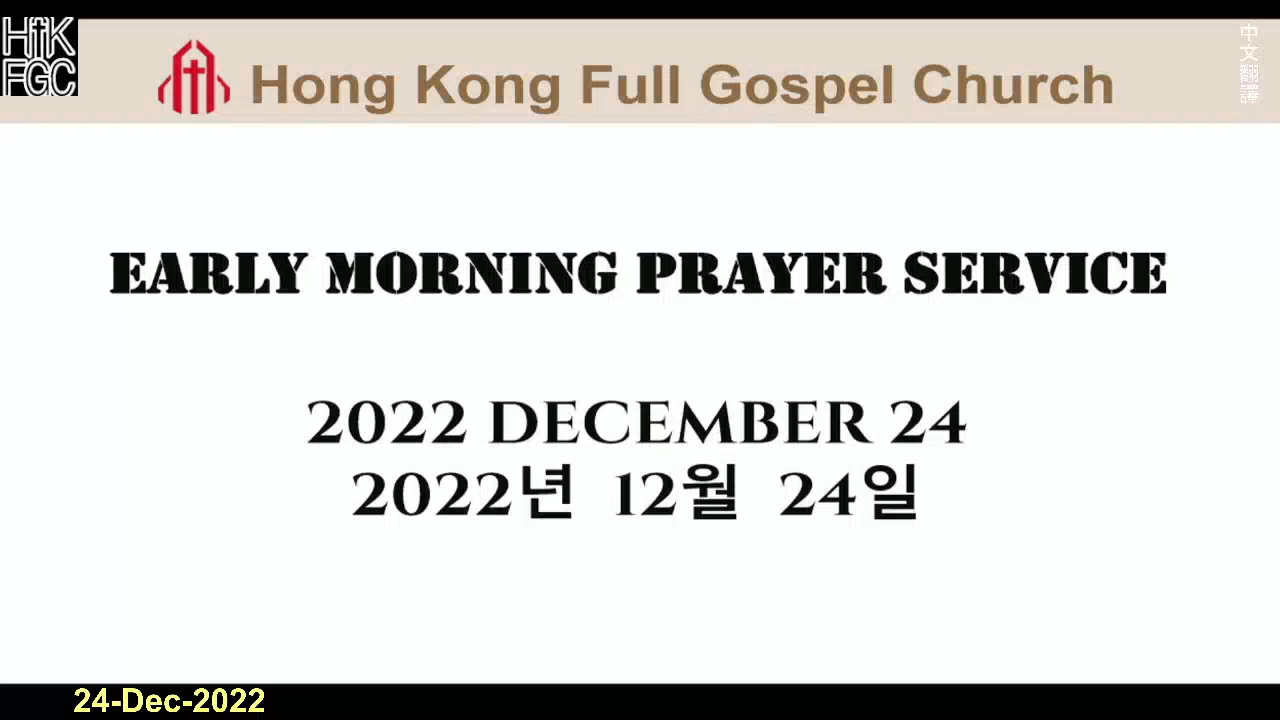 HfK
FGC
Hong Kong Full Gospel Church
中文翻譯
EARLY MORNING PRAYER SERVICE
2022 DECEMBER 24
2022년 12월 24일
24-Dec-2022